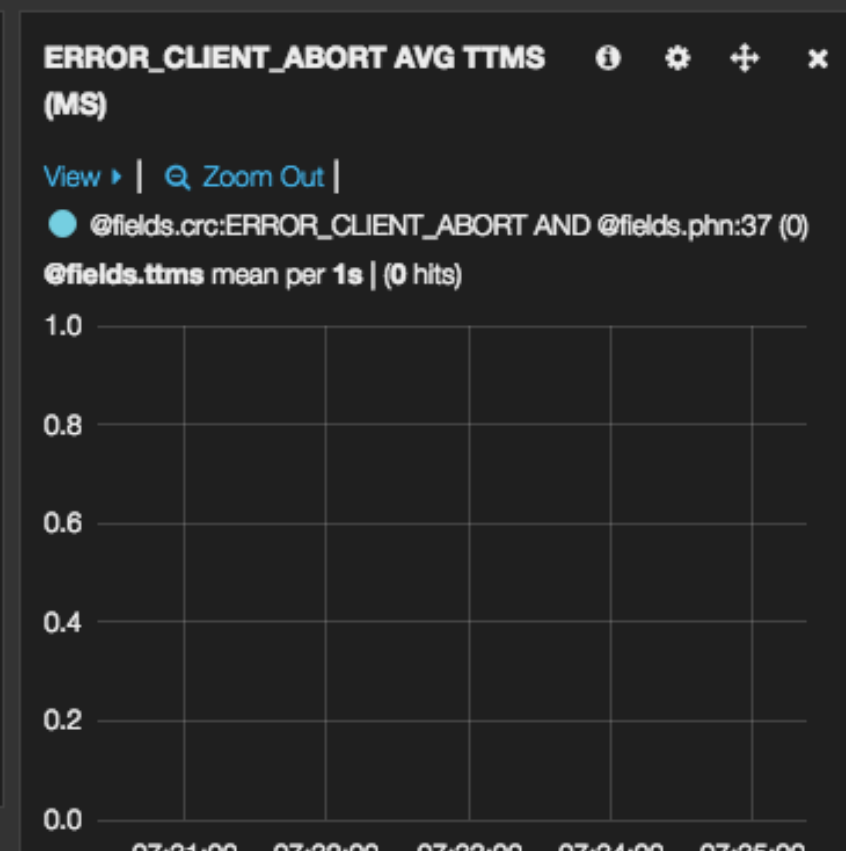 ERROR_CLIENT_ABORT AVG TTMS
(MS)
View |  Zoom Out |
@fields.crc:ERROR_CLIENT_ABORT AND @fields.phn:37 (0)
@fields.ttms mean per 1s | (0 hits)
1.0
0.8
0.6
0.4
0.2
0.0